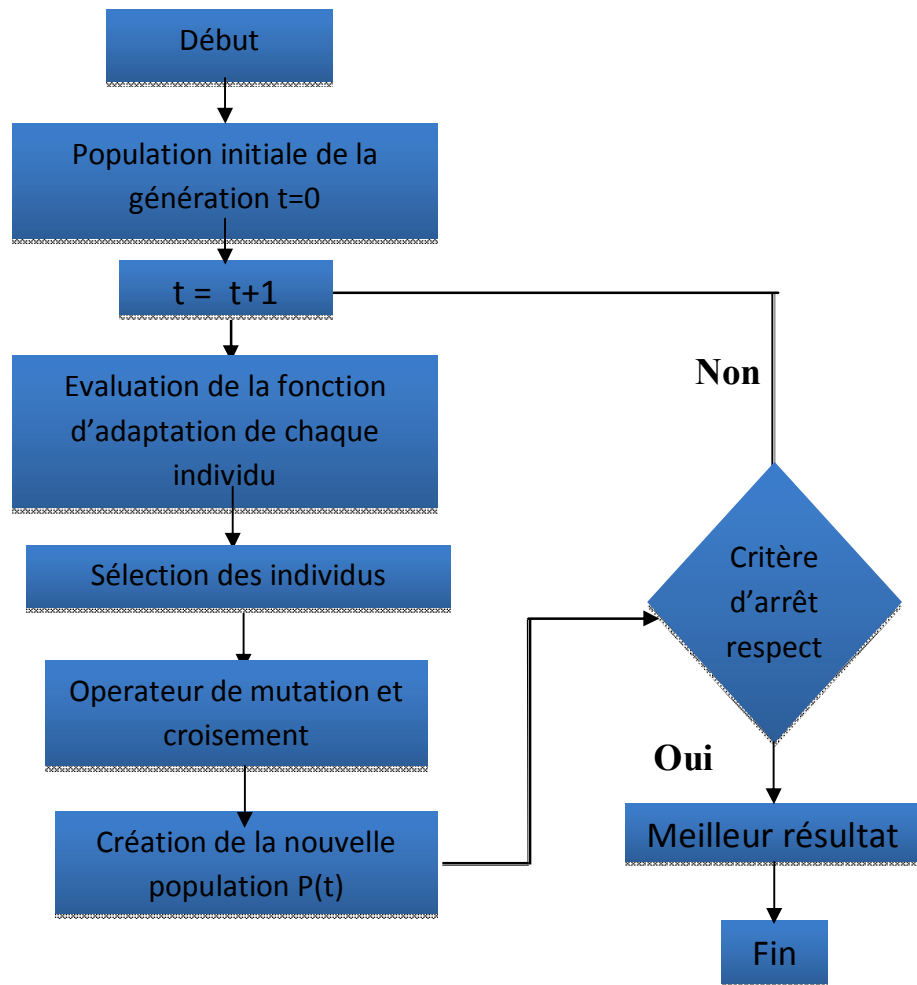 Début
Population initiale de la
génération t=0
t = t+1
Evaluation de la fonction
d’adaptation de chaque
individu
Sélection des individus
Operateur de mutation et
croisement
Création de la nouvelle
population P(t)
Non
Critère
d’arrêt
respect
Oui
Meilleur résultat
Fin